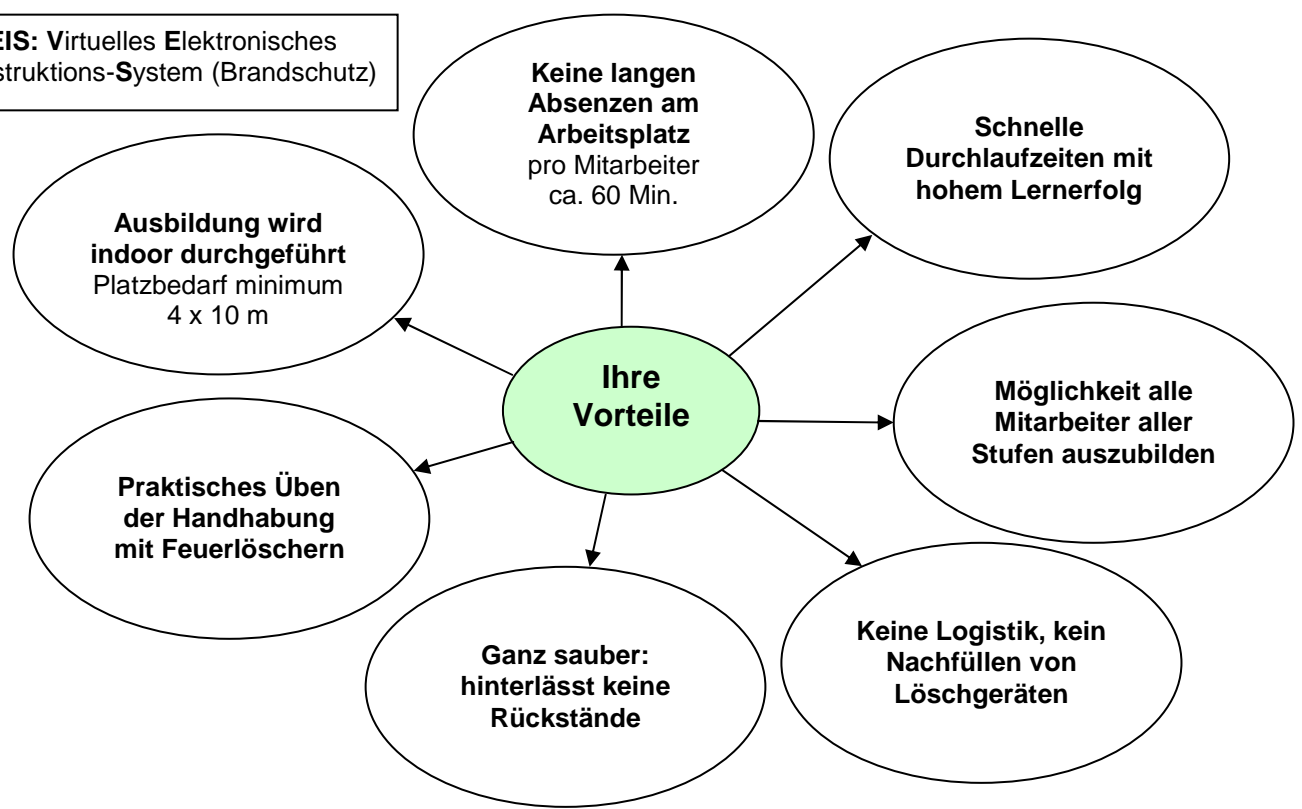 EIS: Virtuelles Elektronisches
struktions-System (Brandschutz)
Keine langen
Absenzen am
Arbeitsplatz
pro Mitarbeiter
ca. 60 Min.
Schnelle
Durchlaufzeiten mit
hohem Lernerfolg
Ausbildung wird
indoor durchgeführt
Platzbedarf minimum
4 x 10 m
Ihre
Vorteile
Möglichkeit alle
Mitarbeiter aller
Stufen auszubilden
Praktisches Üben
der Handhabung
mit Feuerlöschern
Ganz sauber:
hinterlässt keine
Rückstände
Keine Logistik, kein
Nachfüllen von
Löschgeräten